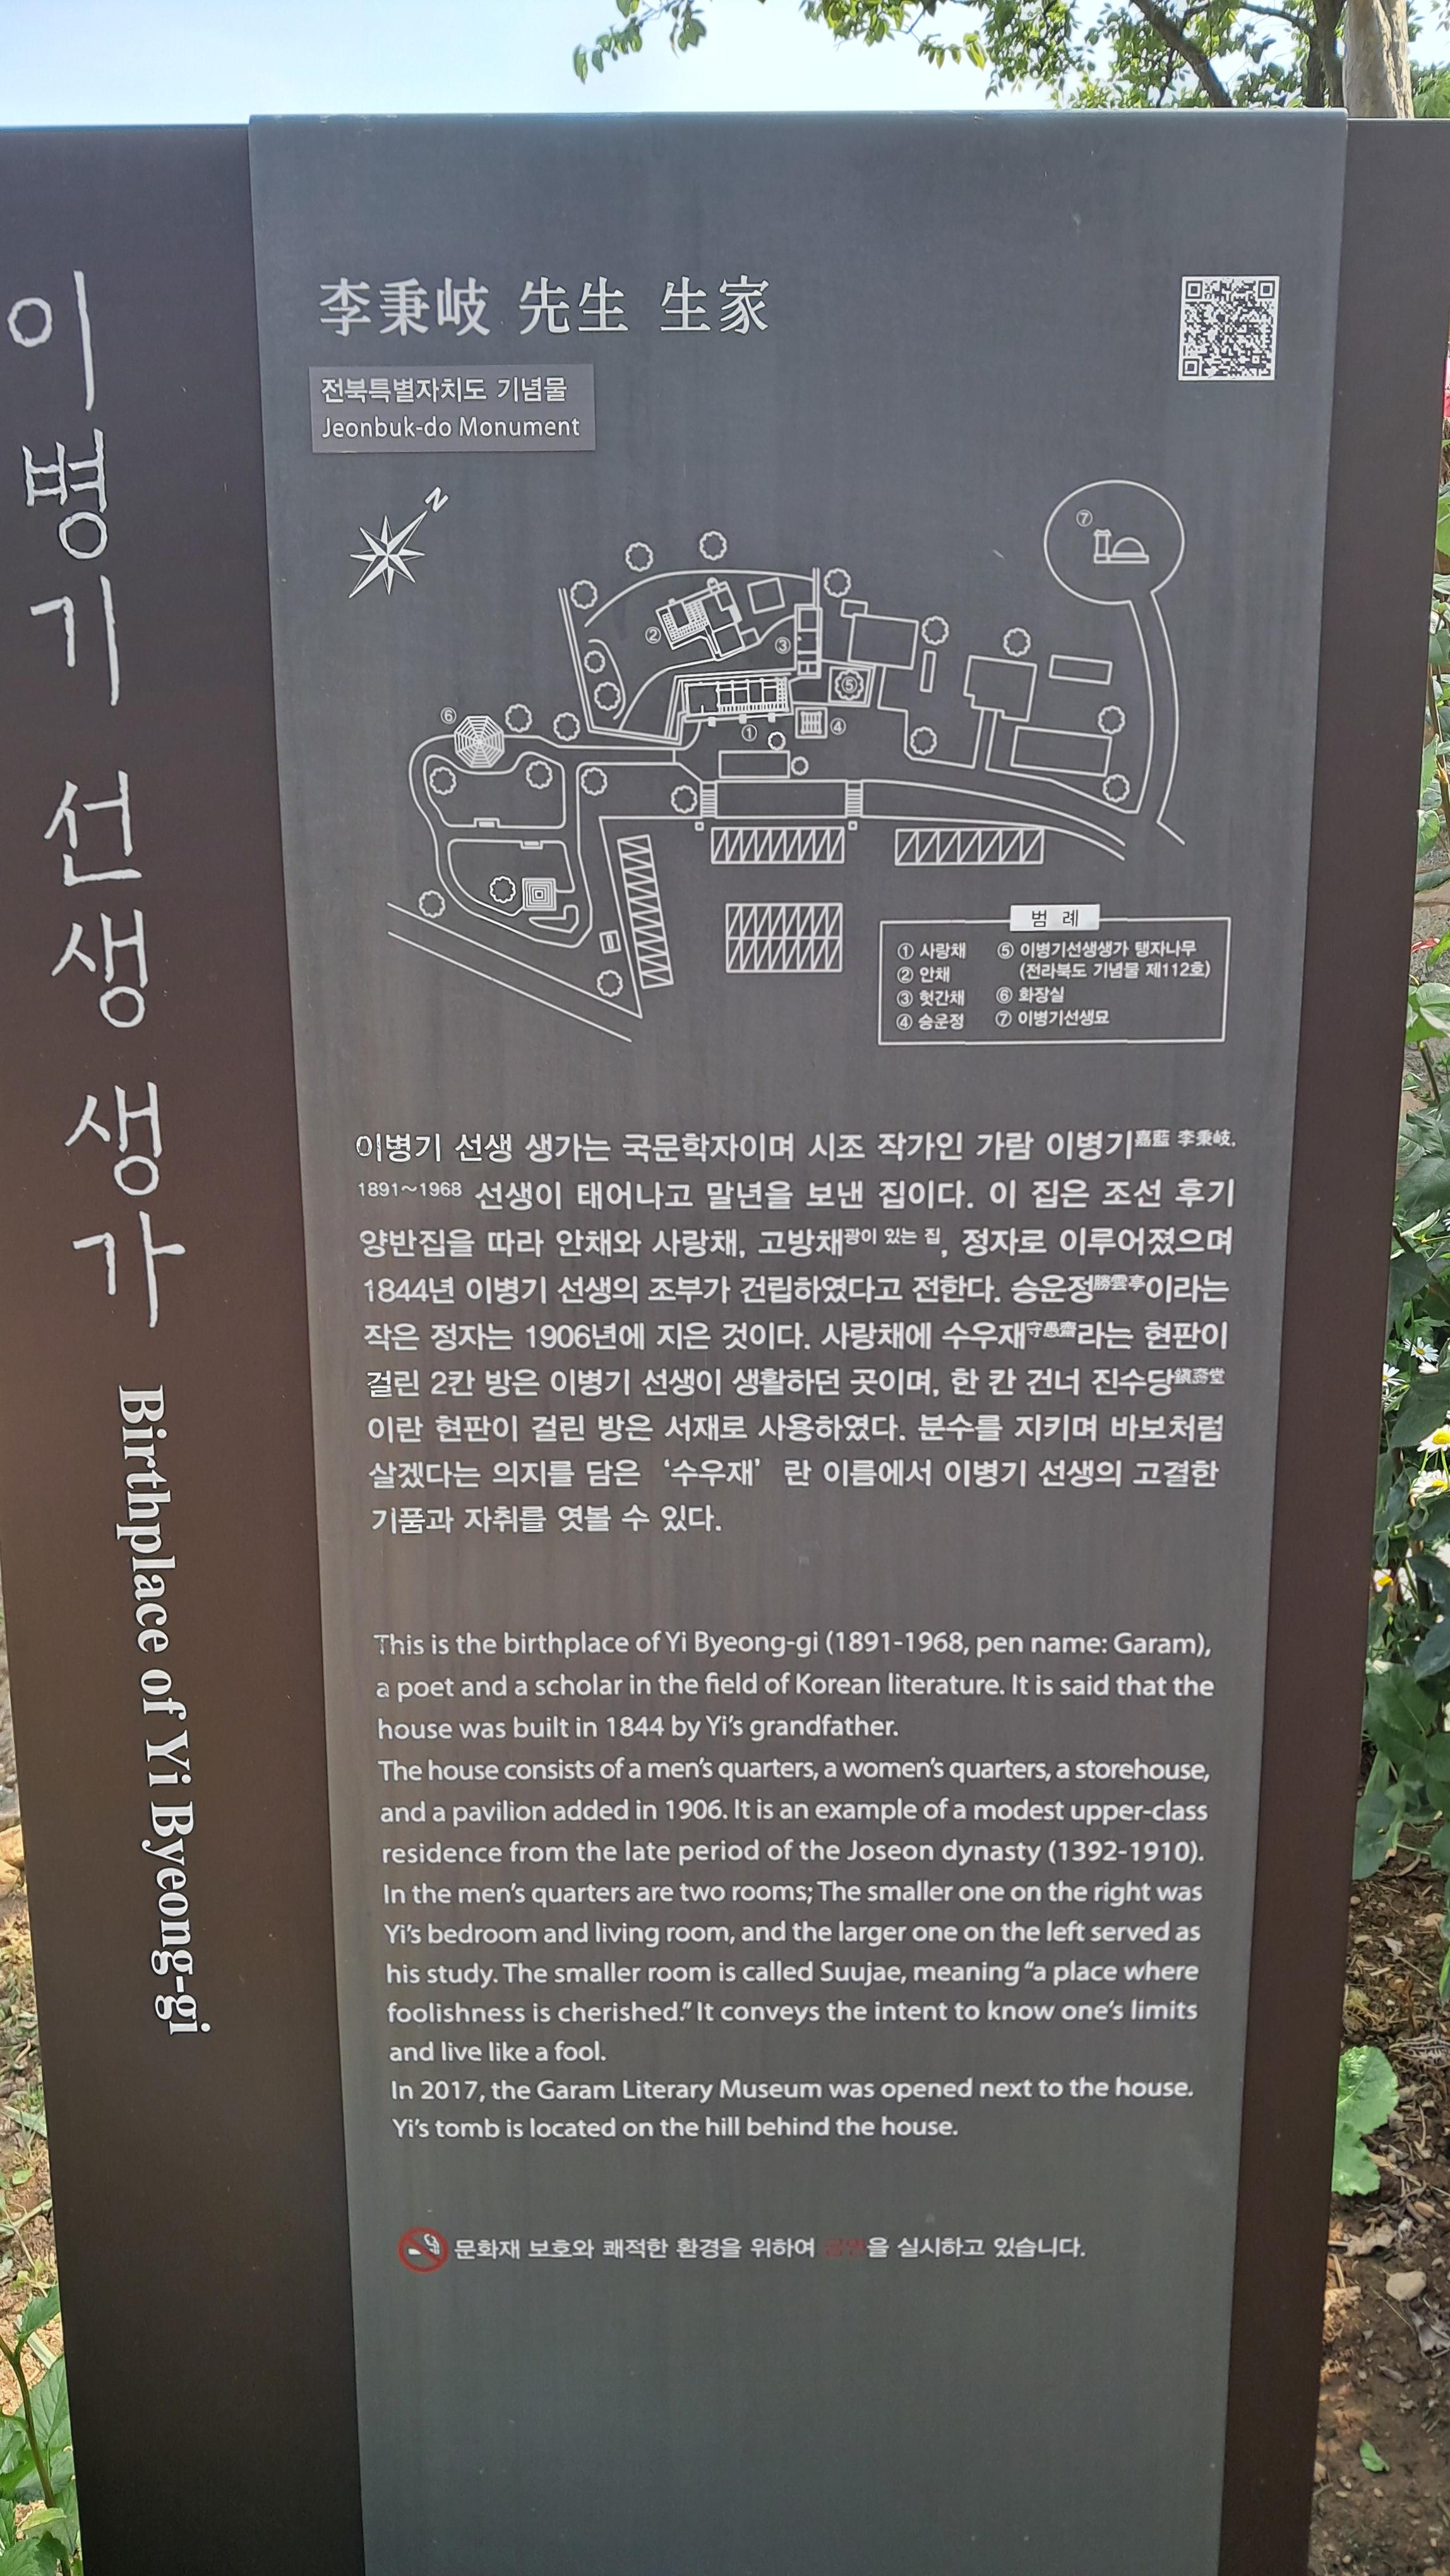 이병기 선생 생가
Birthplace of Yi Byeong-gi
李秉岐 先生 生家
전북특별자치도 기념물
Jeonbuk-do Monument
N
⑦
②
③
⑤
⑥
①
④
범 례
① 사랑채
② 안채
③ 헛간채
④ 승운정
⑤ 이병기선생생가 탱자나무
(전라북도 기념물 제112호)
⑥ 화장실
⑦ 이병기선생묘
이병기 선생 생가는 국문학자이며 시조 작가인 가람 이병기嘉藍 李秉岐,
1891~1968 선생이 태어나고 말년을 보낸 집이다. 이 집은 조선 후기
양반집을 따라 안채와 사랑채, 고방채광이 있는 집, 정자로 이루어졌으며
1844년 이병기 선생의 조부가 건립하였다고 전한다. 승운정勝雲亭이라는
작은 정자는 1906년에 지은 것이다. 사랑채에 수우재守愚齋라는 현판이
걸린 2칸 방은 이병기 선생이 생활하던 곳이며, 한 칸 건너 진수당鎭壽堂
이란 현판이 걸린 방은 서재로 사용하였다. 분수를 지키며 바보처럼
살겠다는 의지를 담은 ‘수우재’ 란 이름에서 이병기 선생의 고결한
기품과 자취를 엿볼 수 있다.
This is the birthplace of Yi Byeong-gi (1891-1968, pen name: Garam),
a poet and a scholar in the field of Korean literature. It is said that the
house was built in 1844 by Yi’s grandfather.
The house consists of a men’s quarters, a women’s quarters, a storehouse,
and a pavilion added in 1906. It is an example of a modest upper-class
residence from the late period of the Joseon dynasty (1392-1910).
In the men’s quarters are two rooms; The smaller one on the right was
Yi’s bedroom and living room, and the larger one on the left served as
his study. The smaller room is called Suujae, meaning “a place where
foolishness is cherished.” It conveys the intent to know one’s limits
and live like a fool.
In 2017, the Garam Literary Museum was opened next to the house.
Yi’s tomb is located on the hill behind the house.
문화재 보호와 쾌적한 환경을 위하여 금연을 실시하고 있습니다.